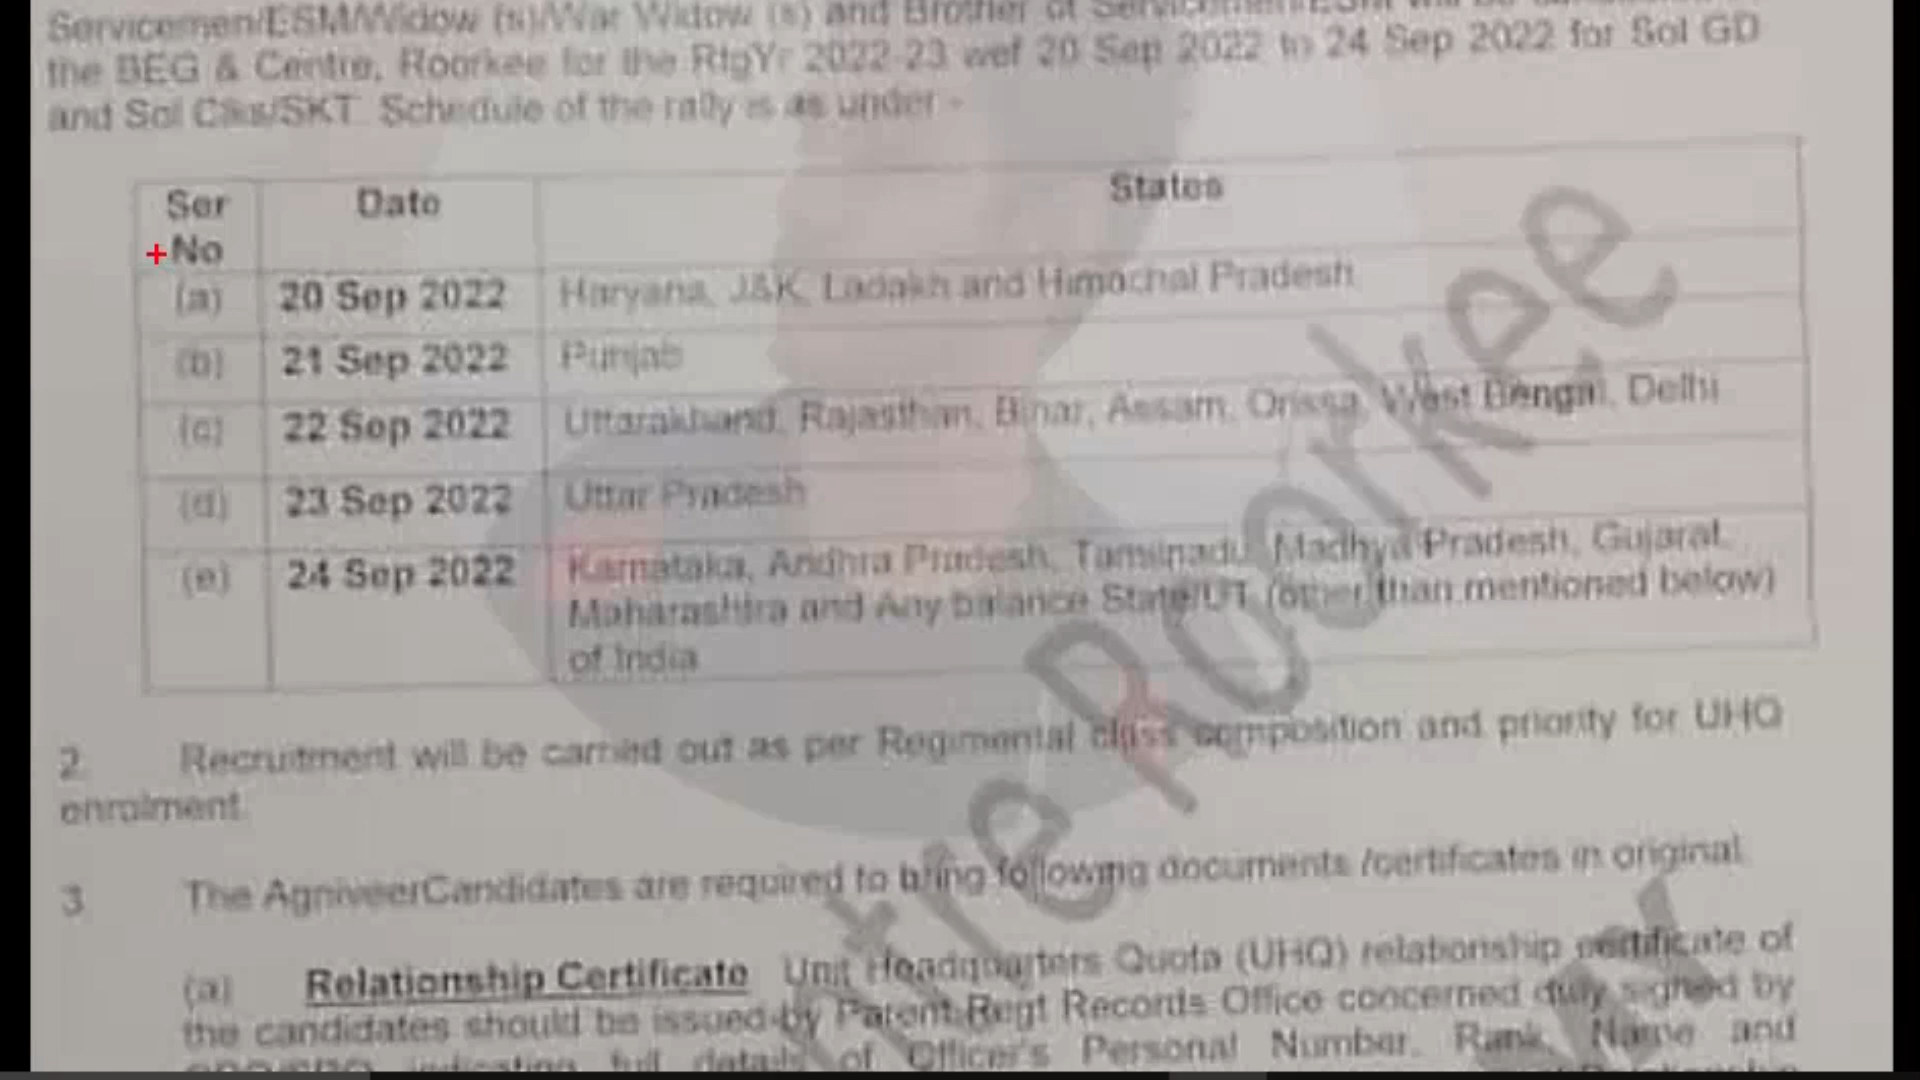 Servicemen/ESM/Widow (s)/War Widow (s) and Brother of
the BEG & Centre, Roorkee for the RtgYr 2022-23 wef 20 Sep 2022 to 24 Sep 2022 for Sol GD
and Sol Clks/SKT. Schedule of the rally is as under -
Ser No Date States
(a) 20 Sep 2022 Haryana, J&K, Ladakh and Himachal Pradesh
(b) 21 Sep 2022 Punjab
(c) 22 Sep 2022 Uttarakhand, Rajasthan, Bihar, Assam, Orissa, West Bengal, Delhi
(d) 23 Sep 2022 Uttar Pradesh
(e) 24 Sep 2022 Karnataka, Andhra Pradesh, Tamilnadu, Madhya Pradesh, Gujarat,
Maharashtra and Any balance State/UT (other than mentioned below)
of India
2. Recruitment will be carried out as per Regimental class composition and priority for UHQ
enrolment.
3. The AgniveerCandidates are required to bring following documents /certificates in original
(a) Relationship Certificate Unit Headquarters Quota (UHQ) relationship certificate of
the candidates should be issued by Parent Regt Records Office concerned duly signed by
indicating full details of Officer's Personal Number, Rank, Name and
tre Roorkee